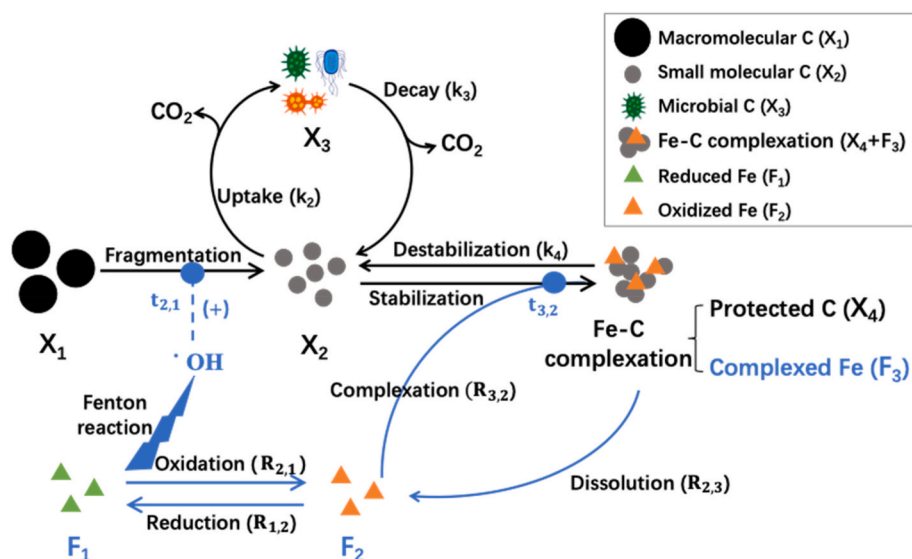 Macromolecular C (X₁)
Small molecular C (X₂)
Microbial C (X₃)
Fe-C complexation (X₄+F₃)
Reduced Fe (F₁)
Oxidized Fe (F₂)
CO₂
X₃
Decay (k₃)
CO₂
Uptake (k₂)
Fragmentation
t₂,₁
(+)
X₁
X₂
Destabilization (k₄)
Stabilization
t₃,₂
Fe-C
complexation
Protected C (X₄)
Complexed Fe (F₃)
· OH
Fenton
reaction
Complexation (R₃,₂)
Oxidation (R₂,₁)
Reduction (R₁,₂)
Dissolution (R₂,₃)
F₁
F₂